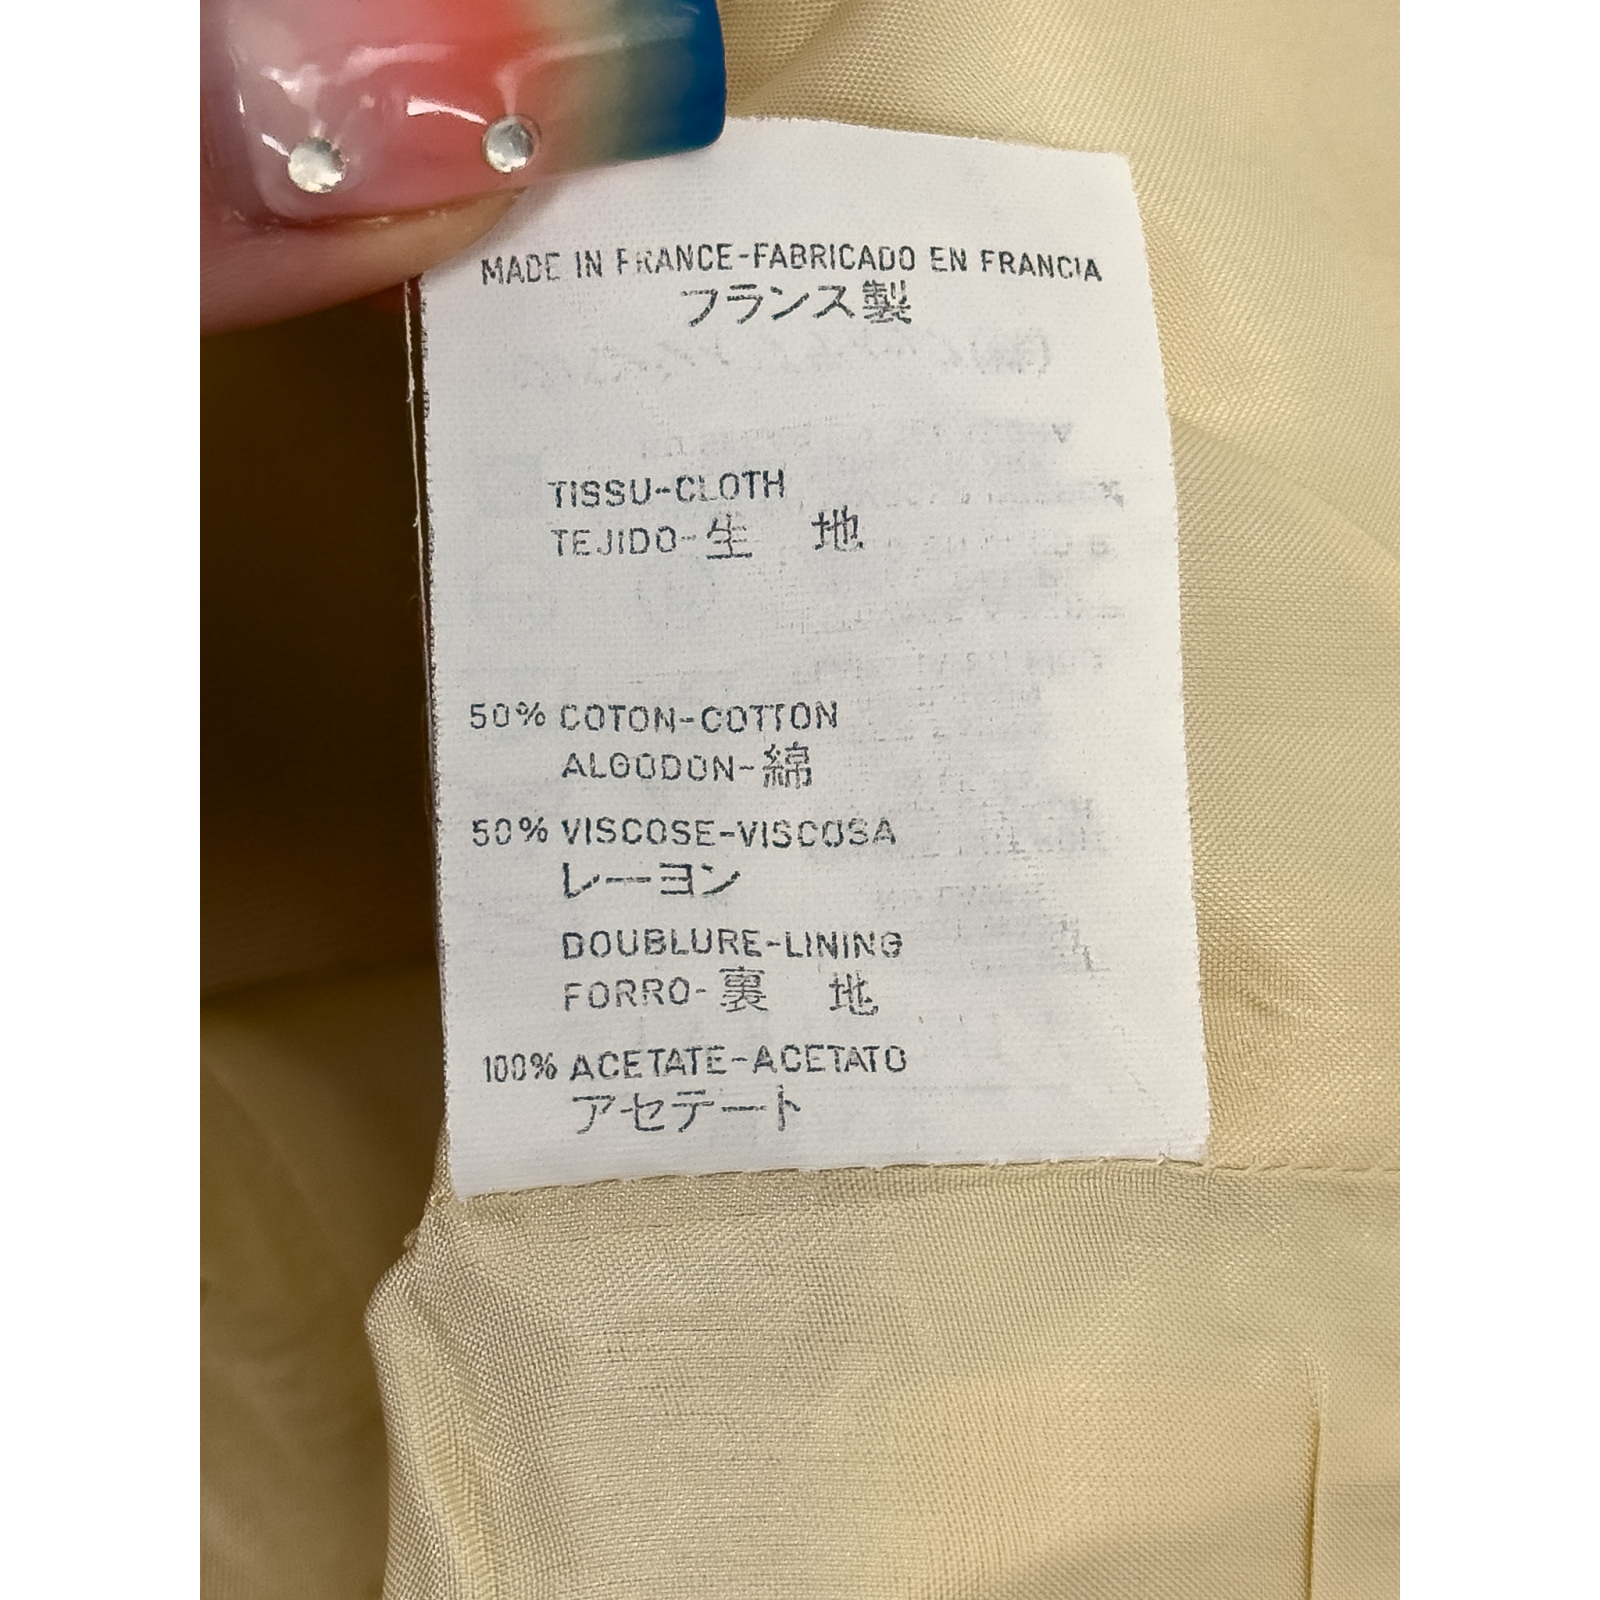 MADE IN FRANCE-FABRICADO EN FRANCIA
フランス製
TISSU-CLOTH
TEJIDO-生 地
50% COTON-COTTON
ALGODON-綿
50% VISCOSE-VISCOSA
レーヨン
DOUBLURE-LINING
FORRO-裏 地
100% ACETATE-ACETATO
アセテート